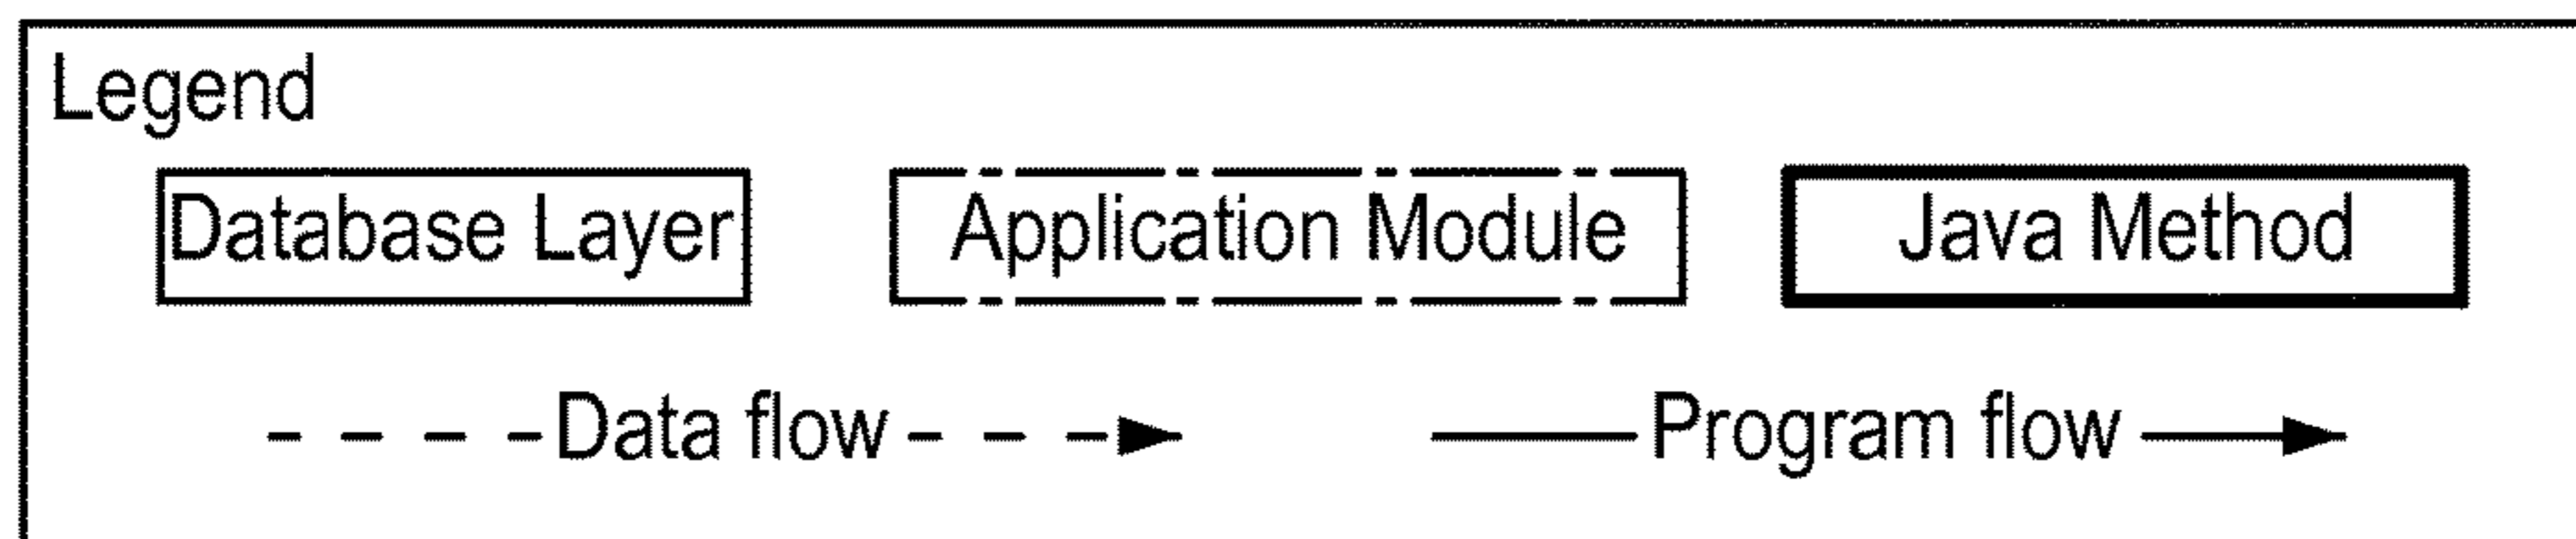 Legend
Database Layer Application Module Java Method
Data flow Program flow